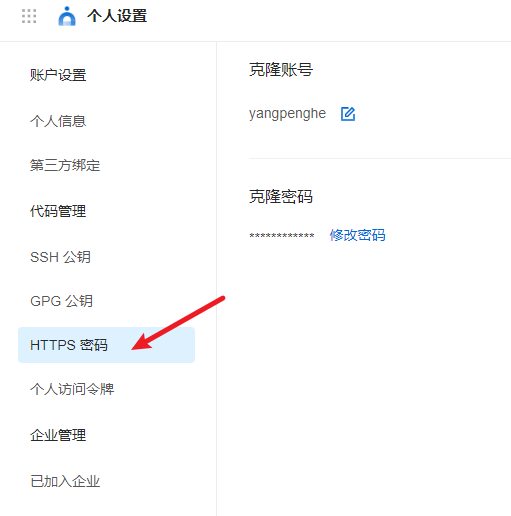 个人设置
账户设置
个人信息
第三方绑定
代码管理
SSH 公钥
GPG 公钥
HTTPS 密码
个人访问令牌
企业管理
已加入企业
克隆账号
yangpenghe
克隆密码
************ 修改密码